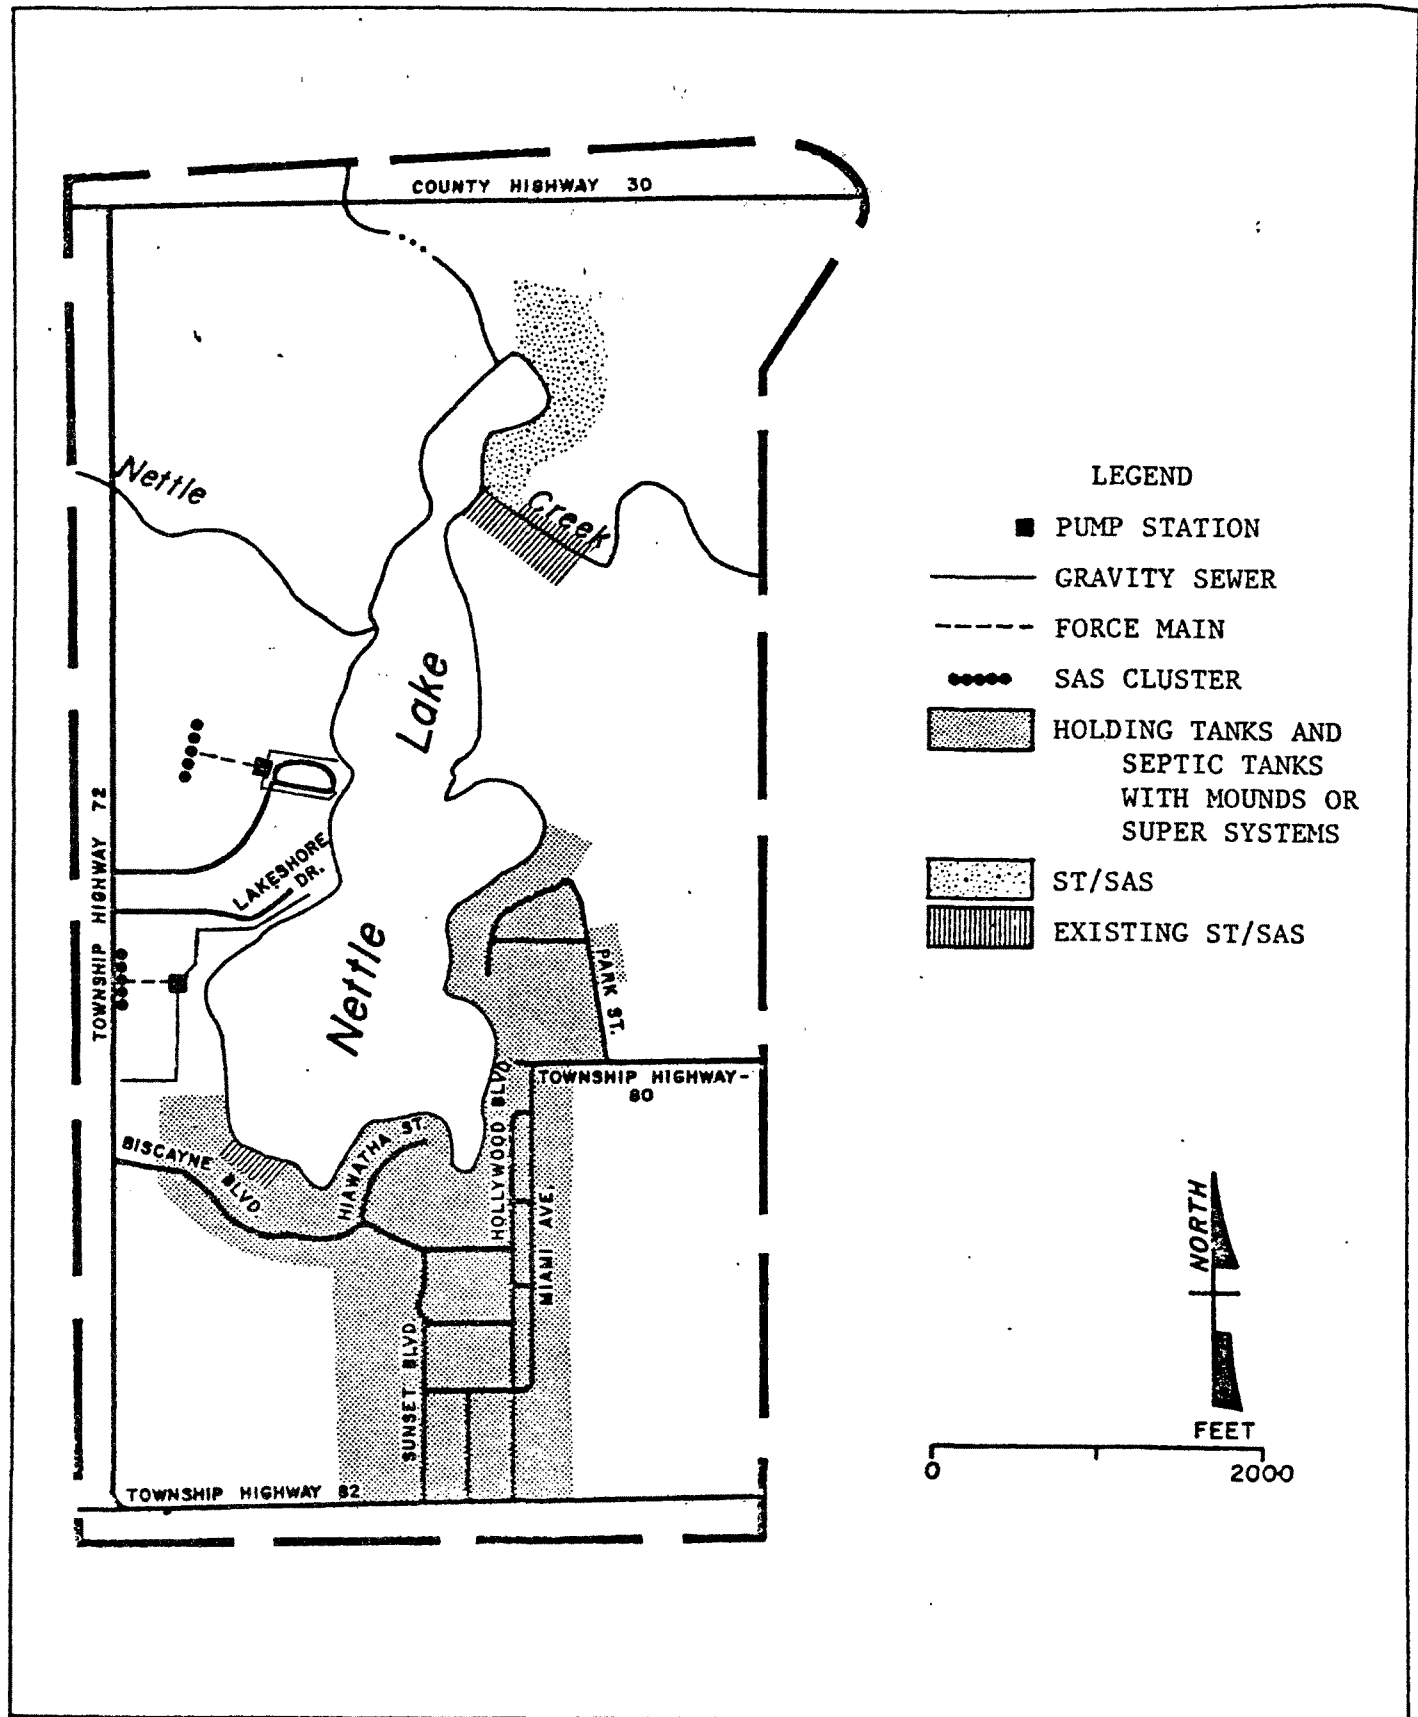 COUNTY HIGHWAY 30
Nettle
Creek
Lake
Nettle
TOWNSHIP HIGHWAY 72
LAKESHORE
DR.
PARK ST.
TOWNSHIP HIGHWAY-
80
BISCAYNE BLVD.
HIAWATHA ST.
HOLLYWOOD BLVD.
MIAMI AVE.
SUNSET BLVD
TOWNSHIP HIGHWAY 82
LEGEND
PUMP STATION
GRAVITY SEWER
FORCE MAIN
SAS CLUSTER
HOLDING TANKS AND
SEPTIC TANKS
WITH MOUNDS OR
SUPER SYSTEMS
ST/SAS
EXISTING ST/SAS
NORTH
FEET
0 2000